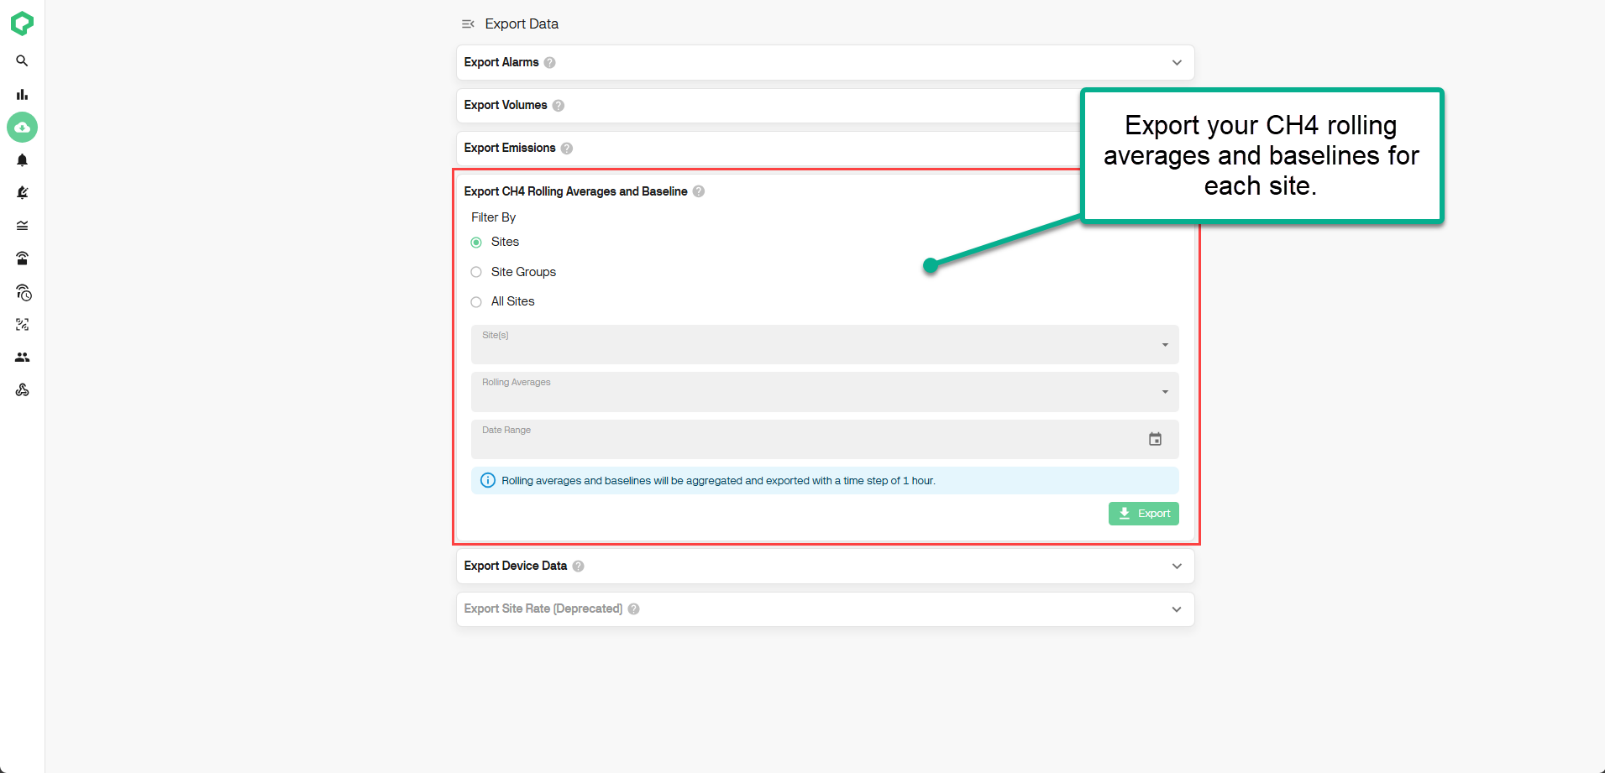 Export Data
Export Alarms
Export Volumes
Export Emissions
Export your CH4 rolling
averages and baselines for
each site.
Export CH4 Rolling Averages and Baseline
Filter By
Sites
Site Groups
All Sites
Site(s)
Rolling Averages
Date Range
Rolling averages and baselines will be aggregated and exported with a time step of 1 hour.
Export
Export Device Data
Export Site Rate (Deprecated)